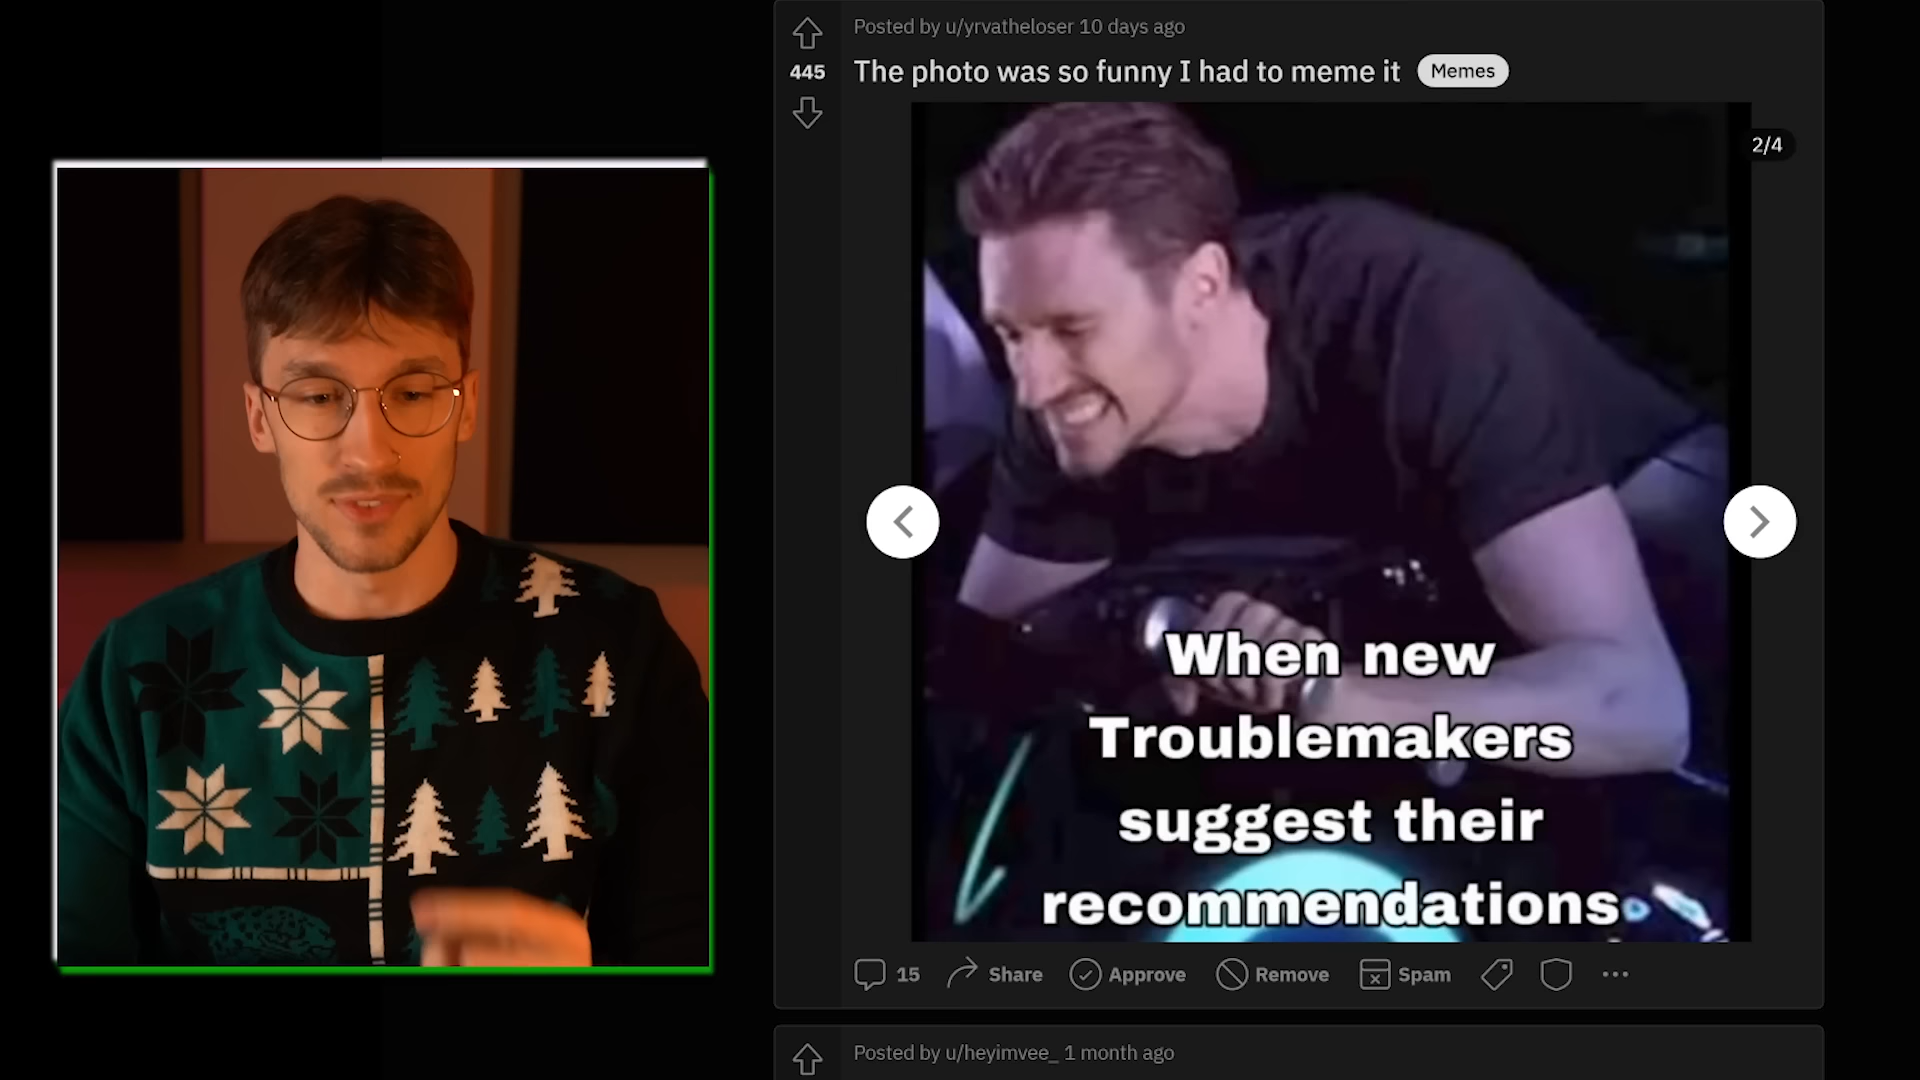 Posted by u/yrvatheloser 10 days ago
445
The photo was so funny I had to meme it
Memes
2/4
When new
Troublemakers
suggest their
recommendations
15
Share
Approve
Remove
Spam
Posted by u/heyimvee_ 1 month ago